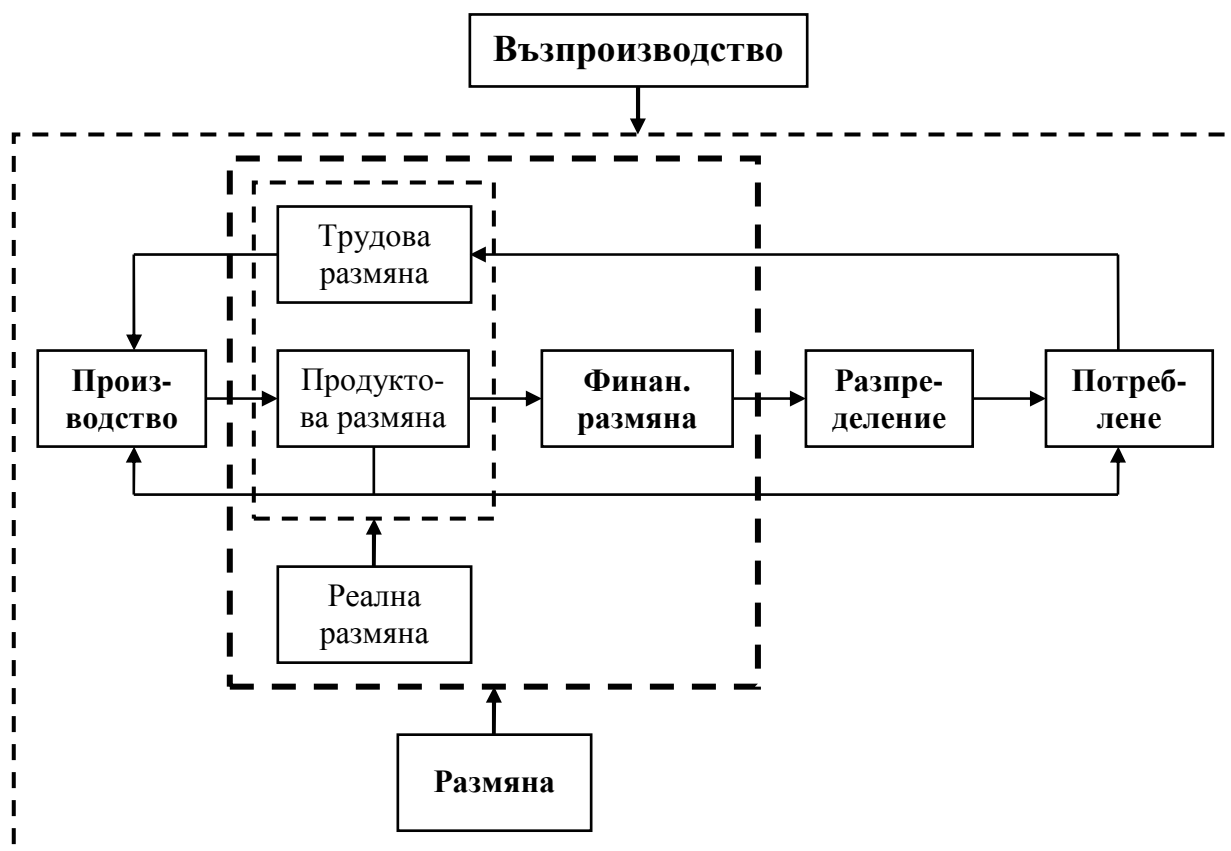 Възпроизводство
Трудова
размяна
Произ-
водство
Продукто-
ва размяна
Финан.
размяна
Разпре-
деление
Потреб-
лене
Реална
размяна
Размяна